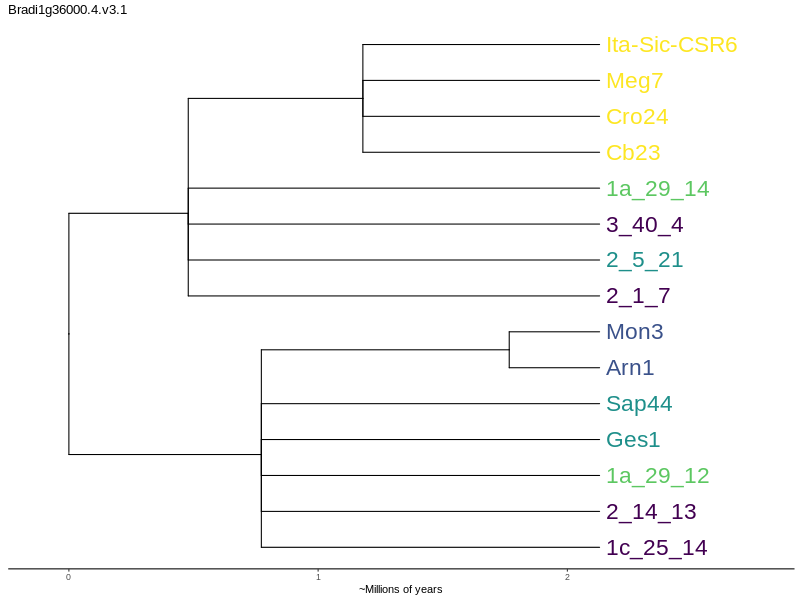 Bradi1g36000.4.v3.1
Ita-Sic-CSR6
Meg7
Cro24
Cb23
1a_29_14
3_40_4
2_5_21
2_1_7
Mon3
Arn1
Sap44
Ges1
1a_29_12
2_14_13
1c_25_14
0 1 2
~Millions of years